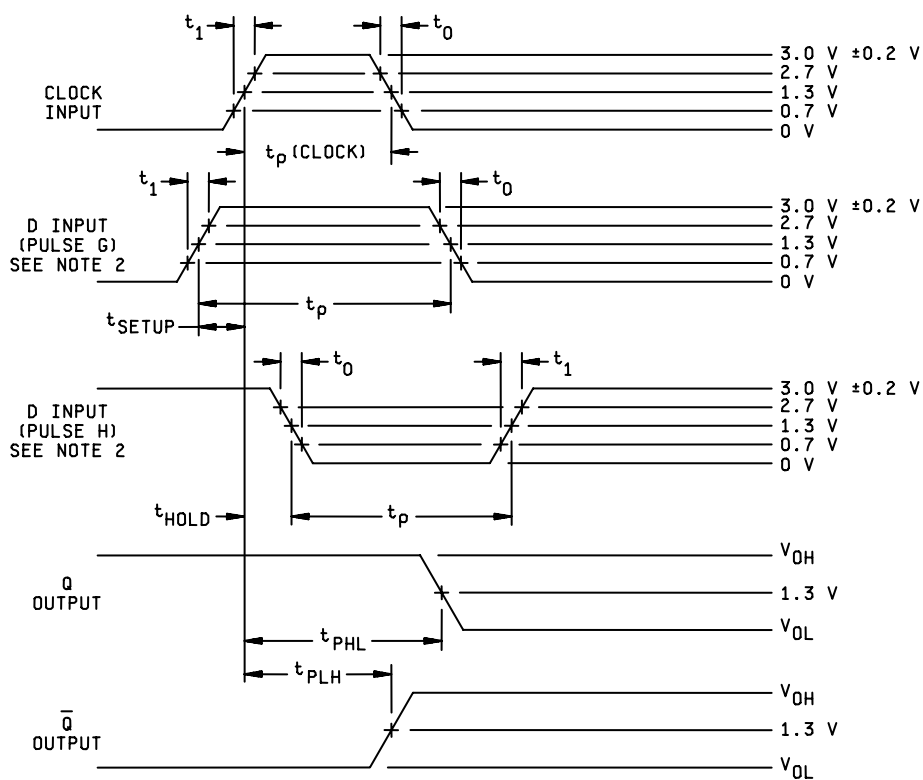 t1 t0
3.0 V ±0.2 V
2.7 V
CLOCK INPUT
1.3 V
0.7 V
0 V
tp (CLOCK)
t1 t0
3.0 V ±0.2 V
2.7 V
D INPUT
(PULSE G)
SEE NOTE 2
1.3 V
0.7 V
0 V
tp
tSETUP
t0 t1
3.0 V ±0.2 V
2.7 V
D INPUT
(PULSE H)
SEE NOTE 2
1.3 V
0.7 V
0 V
tHOLD
tp
VOH
Q
OUTPUT
1.3 V
VOL
tPHL
tPLH
VOH
Q̅
OUTPUT
1.3 V
VOL